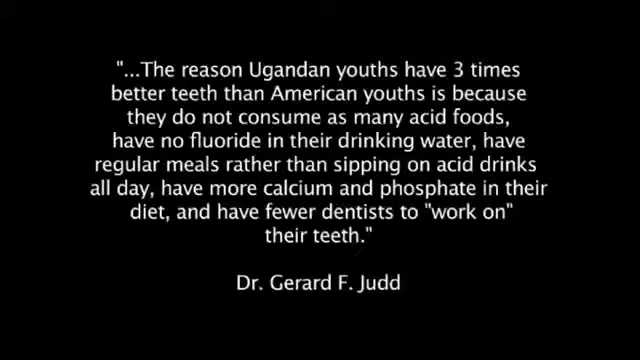 "...The reason Ugandan youths have 3 times
better teeth than American youths is because
they do not consume as many acid foods,
have no fluoride in their drinking water, have
regular meals rather than sipping on acid drinks
all day, have more calcium and phosphate in their
diet, and have fewer dentists to "work on"
their teeth."
Dr. Gerard F. Judd